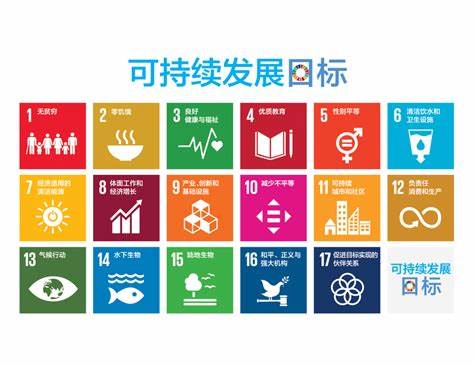 可持续发展目标
1 无贫穷
2 零饥饿
3 良好
健康与福祉
4 优质教育
5 性别平等
6 清洁饮水和
卫生设施
7 经济适用的
清洁能源
8 体面工作和
经济增长
9 产业、创新和
基础设施
10 减少不平等
11 可持续
城市和社区
12 负责任
消费和生产
13 气候行动
14 水下生物
15 陆地生物
16 和平、正义与
强大机构
17 促进目标实现的
伙伴关系
可持续发展
目标